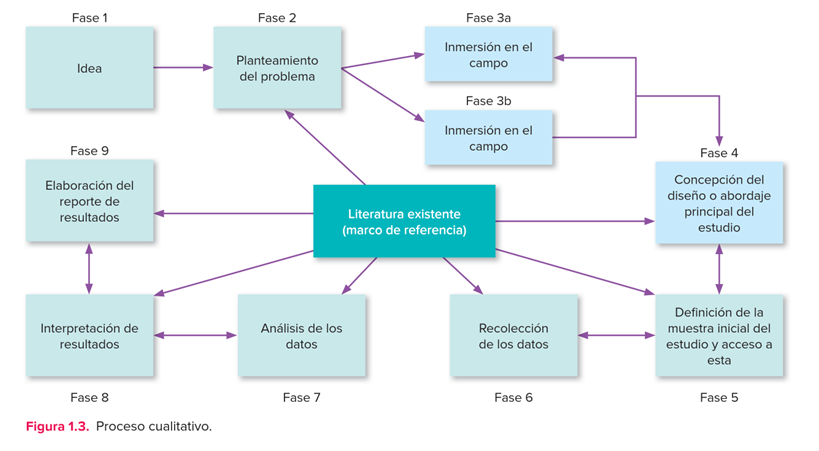 Fase 1
Idea
Fase 2
Planteamiento
del problema
Fase 3a
Inmersión en el
campo
Fase 3b
Inmersión en el
campo
Fase 4
Concepción del
diseño o abordaje
principal del
estudio
Fase 9
Elaboración del
reporte de
resultados
Literatura existente
(marco de referencia)
Interpretación de
resultados
Fase 8
Análisis de los
datos
Fase 7
Recolección
de los datos
Fase 6
Definición de la
muestra inicial del
estudio y acceso a
esta
Fase 5
Figura 1.3. Proceso cualitativo.